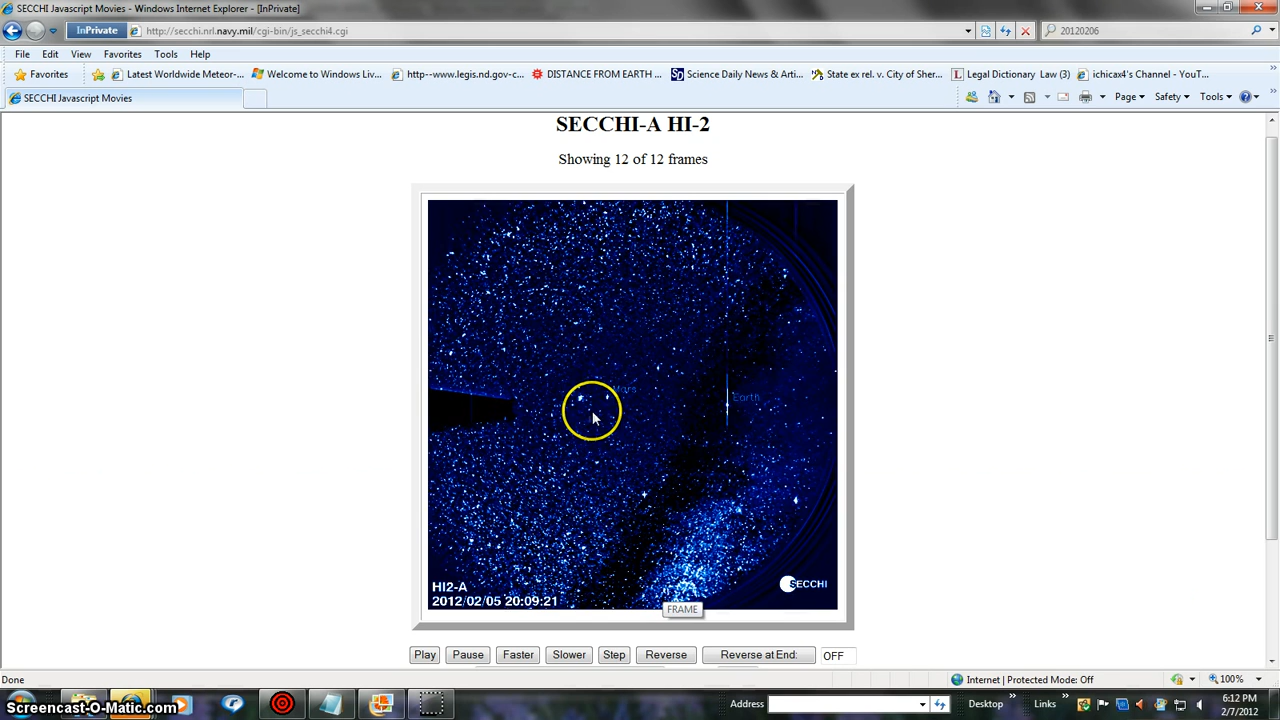 SECCHI Javascript Movies - Windows Internet Explorer - [InPrivate]
InPrivate http://secchi.nrl.navy.mil/cgi-bin/js_secchi4.cgi 20120206
File Edit View Favorites Tools Help
Favorites Latest Worldwide Meteor-... Welcome to Windows Liv... http--www.legis.nd.gov-c... DISTANCE FROM EARTH ... Science Daily News & Arti... State ex rel. v. City of Sher... Legal Dictionary Law (3) ichicax4's Channel - YouT...
SECCHI Javascript Movies Page Safety Tools
SECCHI-A HI-2
Showing 12 of 12 frames
Mars
Earth
HI2-A
2012/02/05 20:09:21
SECCHI
FRAME
Play Pause Faster Slower Step Reverse Reverse at End: OFF
Done Internet | Protected Mode: Off 100%
Address Desktop Links 6:12 PM
2/7/2012
Screencast-O-Matic.com